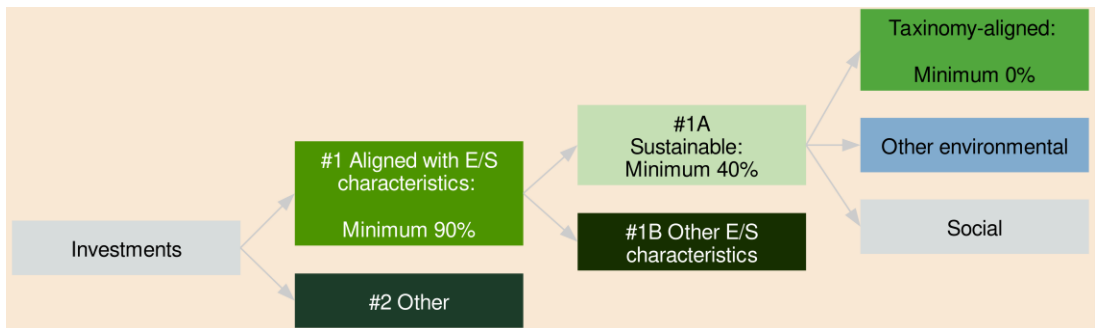 Taxinomy-aligned:
Minimum 0%
#1A
Sustainable:
Minimum 40%
Other environmental
#1 Aligned with E/S
characteristics:
Minimum 90%
Social
#1B Other E/S
characteristics
Investments
#2 Other